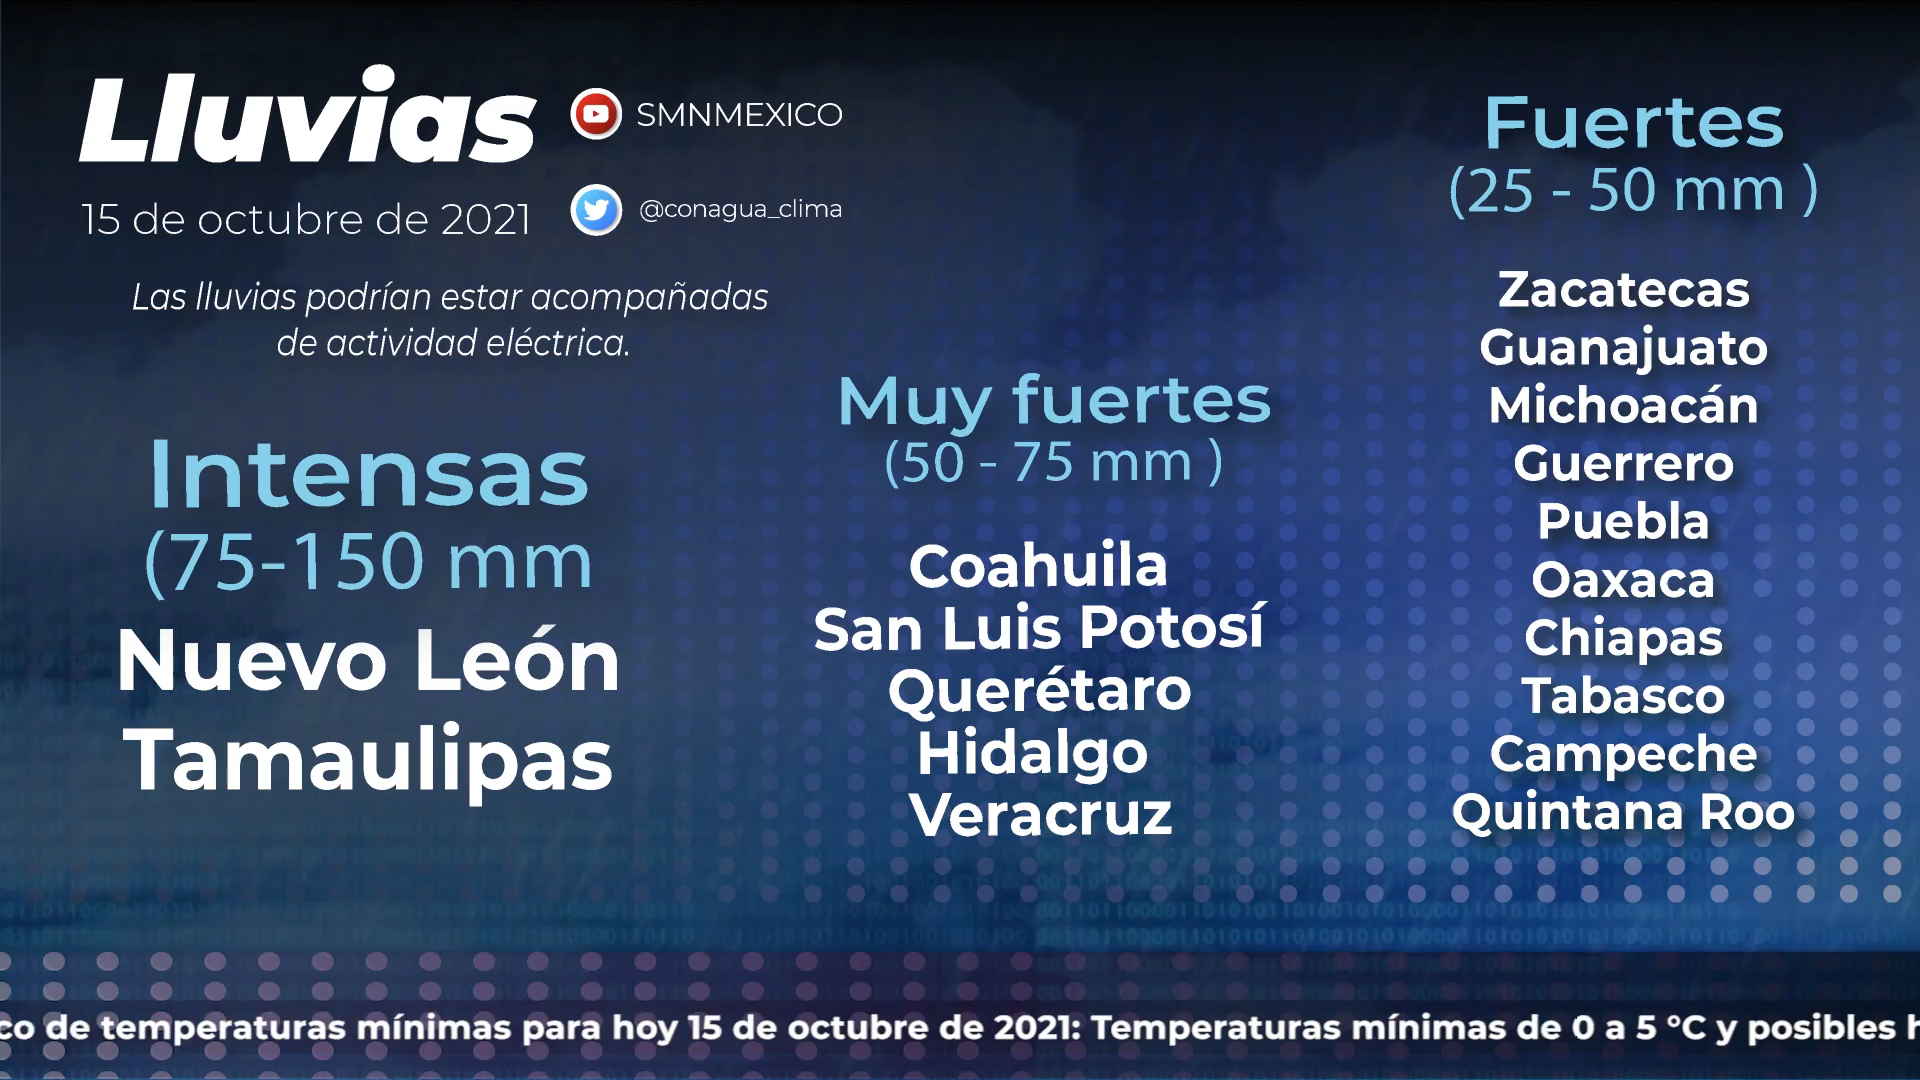 Lluvias
SMNMEXICO
15 de octubre de 2021
@conagua_clima
Las lluvias podrían estar acompañadas
de actividad eléctrica.
Intensas
(75-150 mm
Nuevo León
Tamaulipas
Muy fuertes
(50 - 75 mm )
Coahuila
San Luis Potosí
Querétaro
Hidalgo
Veracruz
Fuertes
(25 - 50 mm )
Zacatecas
Guanajuato
Michoacán
Guerrero
Puebla
Oaxaca
Chiapas
Tabasco
Campeche
Quintana Roo
co de temperaturas mínimas para hoy 15 de octubre de 2021: Temperaturas mínimas de 0 a 5 °C y posibles h